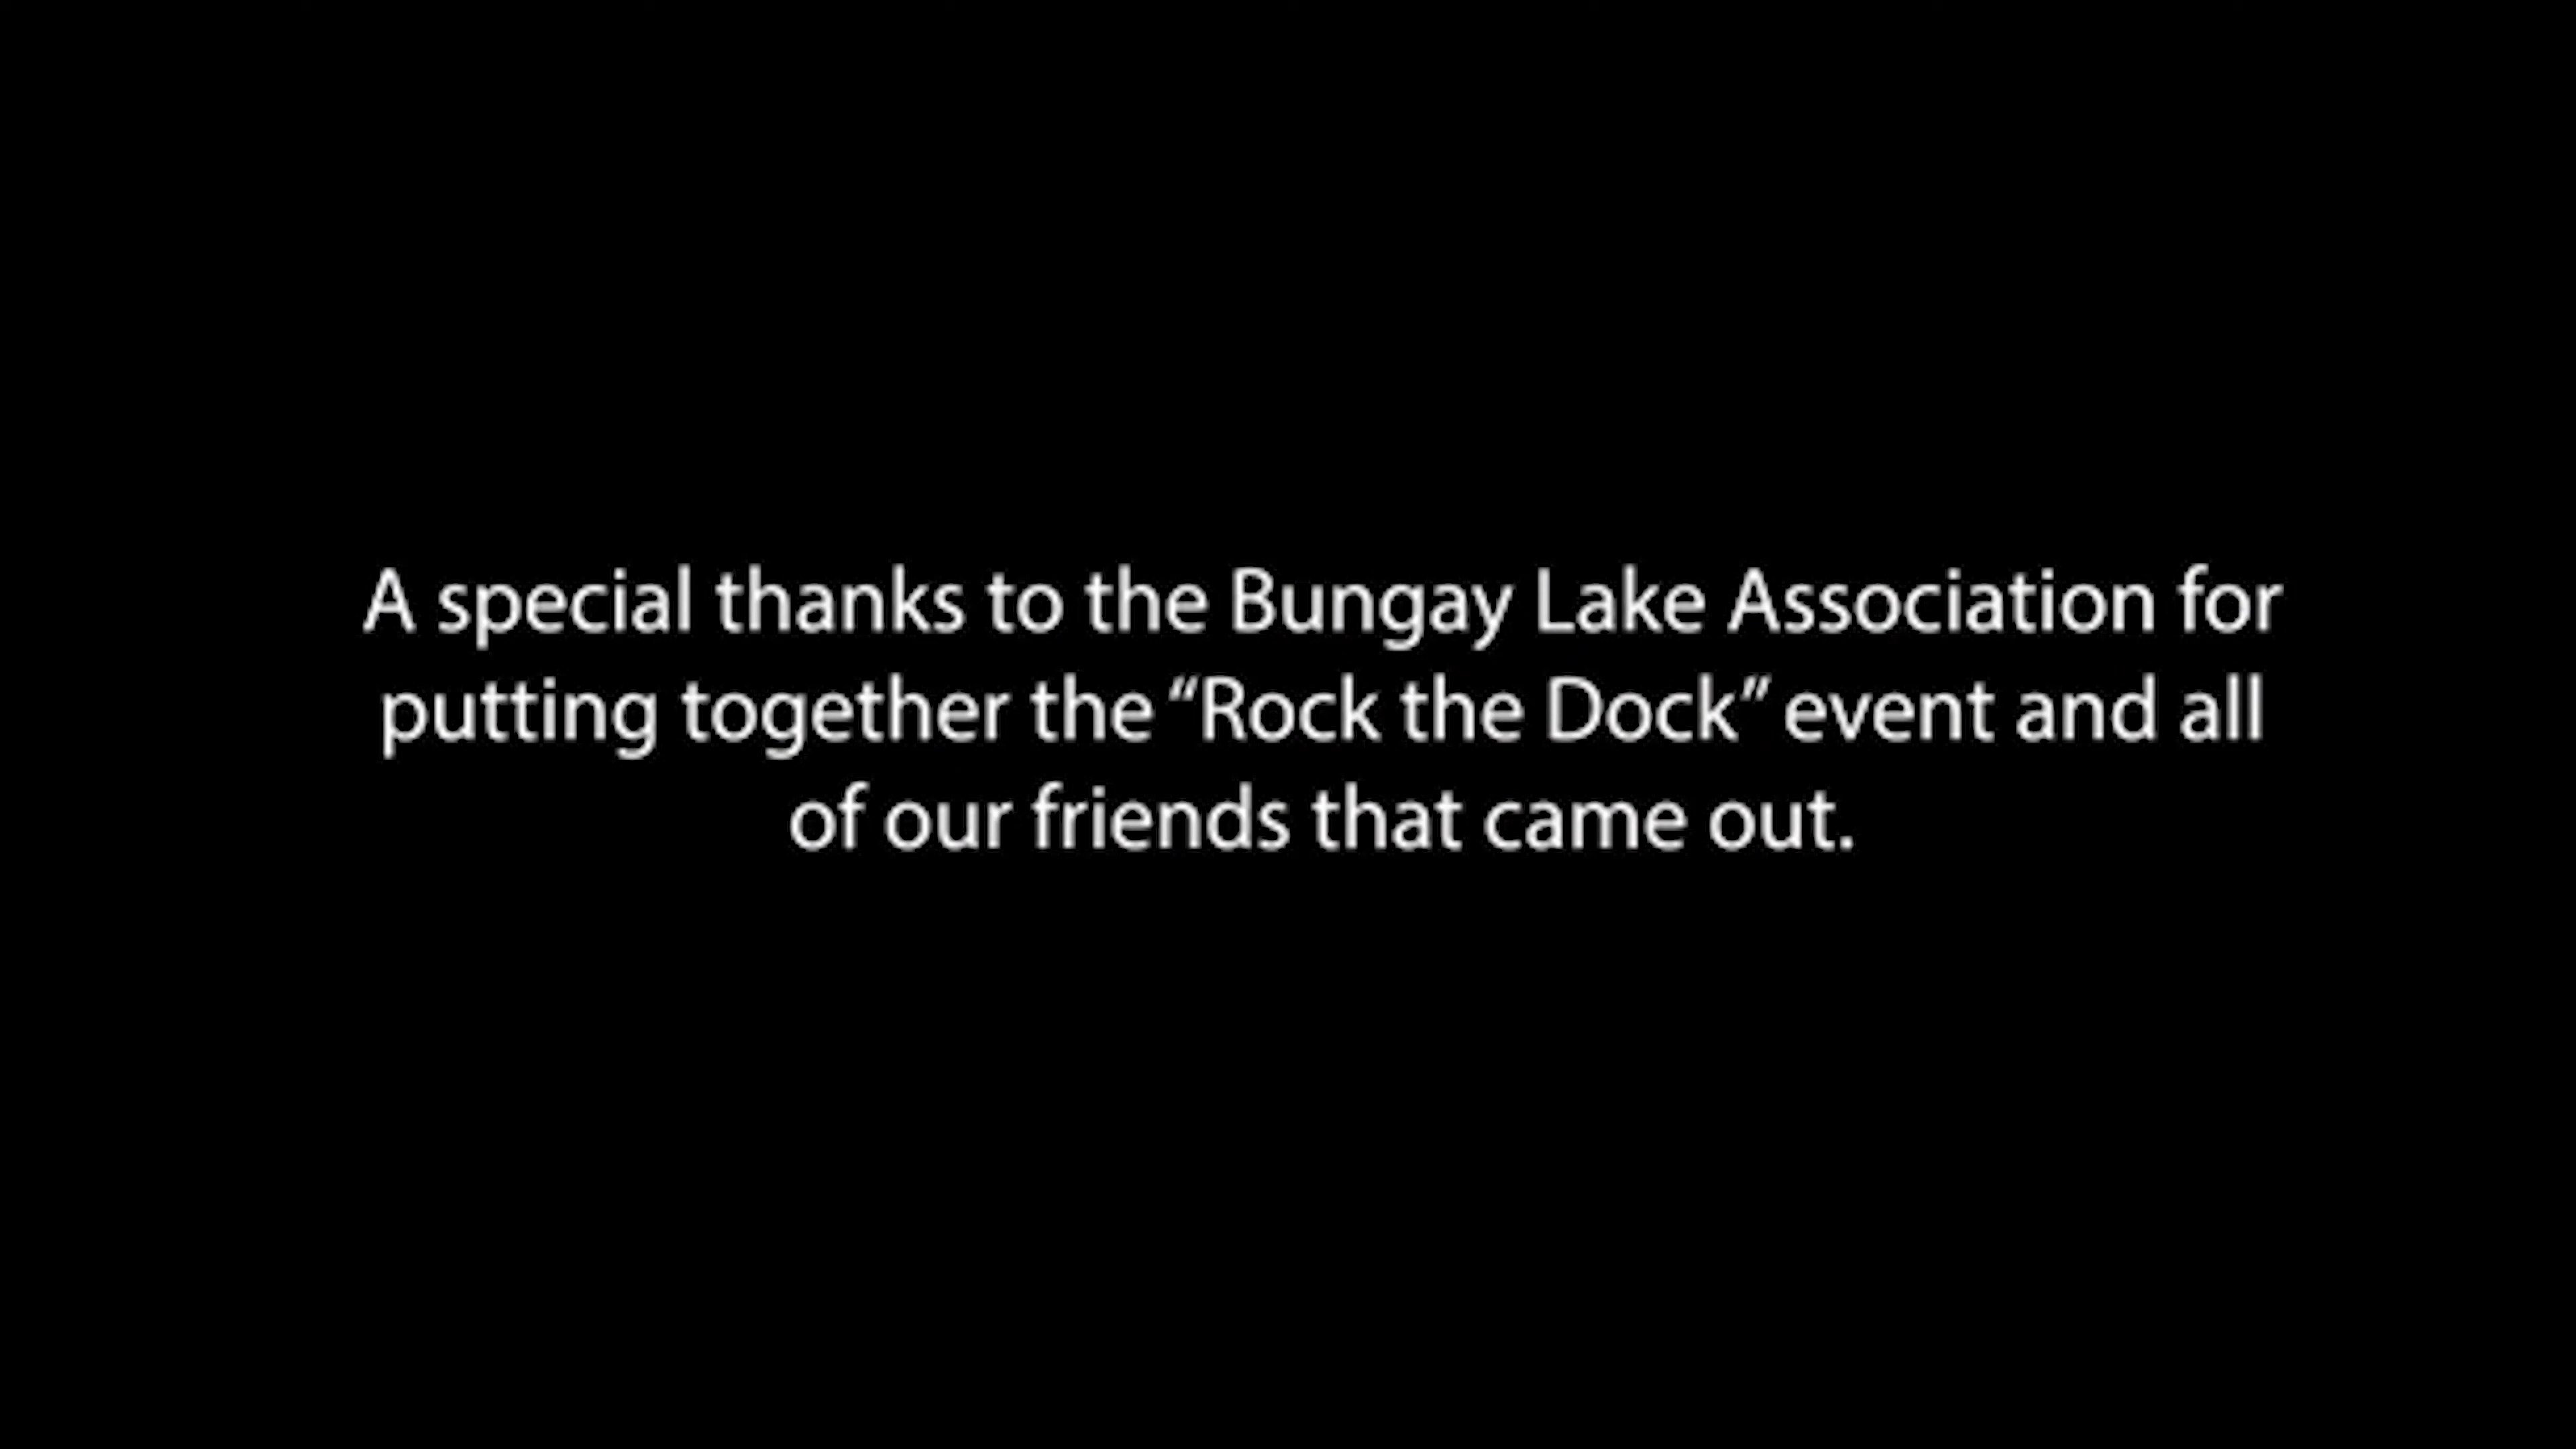 A special thanks to the Bungay Lake Association for
putting together the “Rock the Dock” event and all
of our friends that came out.